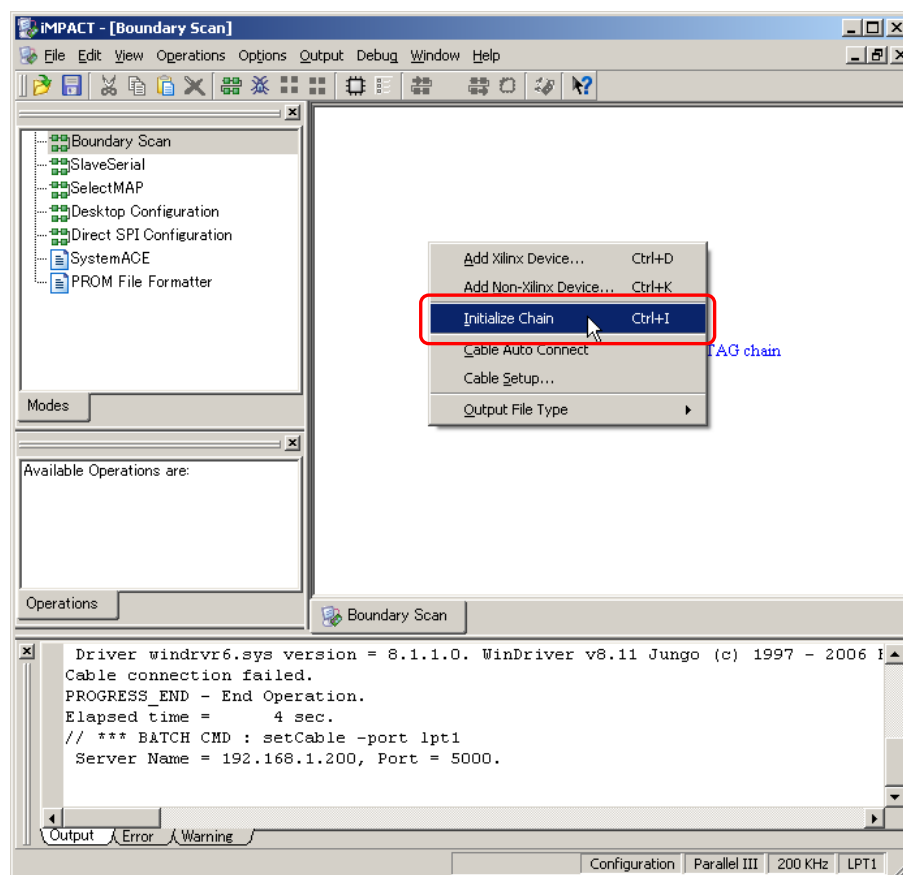 iMPACT - [Boundary Scan]
File Edit View Operations Options Output Debug Window Help
Boundary Scan
SlaveSerial
SelectMAP
Desktop Configuration
Direct SPI Configuration
SystemACE
PROM File Formatter
Modes
Add Xilinx Device... Ctrl+D
Add Non-Xilinx Device... Ctrl+K
Initialize Chain Ctrl+I
Cable Auto Connect
TAG chain
Cable Setup...
Output File Type
Available Operations are:
Operations
Boundary Scan
Driver windrvr6.sys version = 8.1.1.0. WinDriver v8.11 Jungo (c) 1997 - 2006
Cable connection failed.
PROGRESS_END - End Operation.
Elapsed time = 4 sec.
// *** BATCH CMD : setCable -port lpt1
Server Name = 192.168.1.200, Port = 5000.
Output Error Warning
Configuration Parallel III 200 KHz LPT1